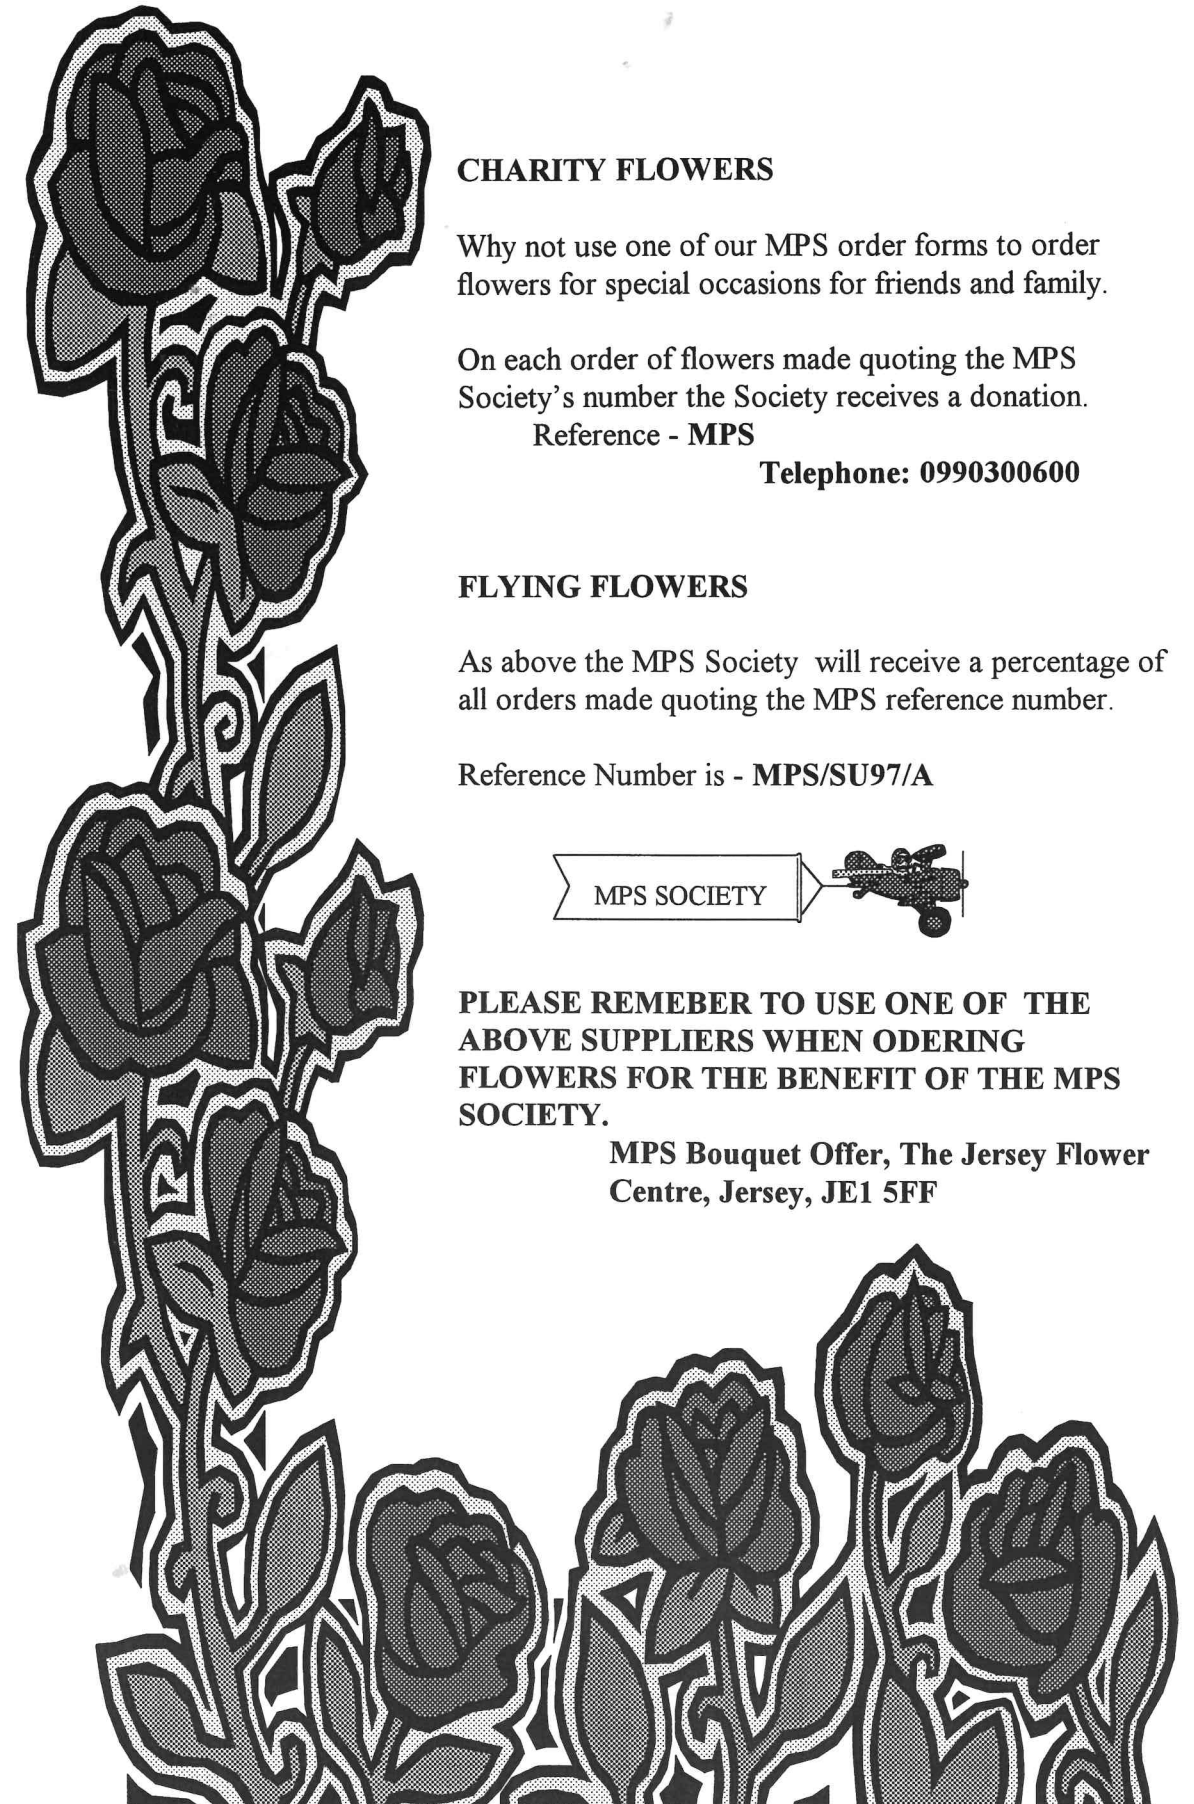 CHARITY FLOWERS
Why not use one of our MPS order forms to order
flowers for special occasions for friends and family.
On each order of flowers made quoting the MPS
Society's number the Society receives a donation.
Reference - MPS
Telephone: 0990300600
FLYING FLOWERS
As above the MPS Society will receive a percentage of
all orders made quoting the MPS reference number.
Reference Number is - MPS/SU97/A
MPS SOCIETY
PLEASE REMEBER TO USE ONE OF THE
ABOVE SUPPLIERS WHEN ODERING
FLOWERS FOR THE BENEFIT OF THE MPS
SOCIETY.
MPS Bouquet Offer, The Jersey Flower
Centre, Jersey, JE1 5FF